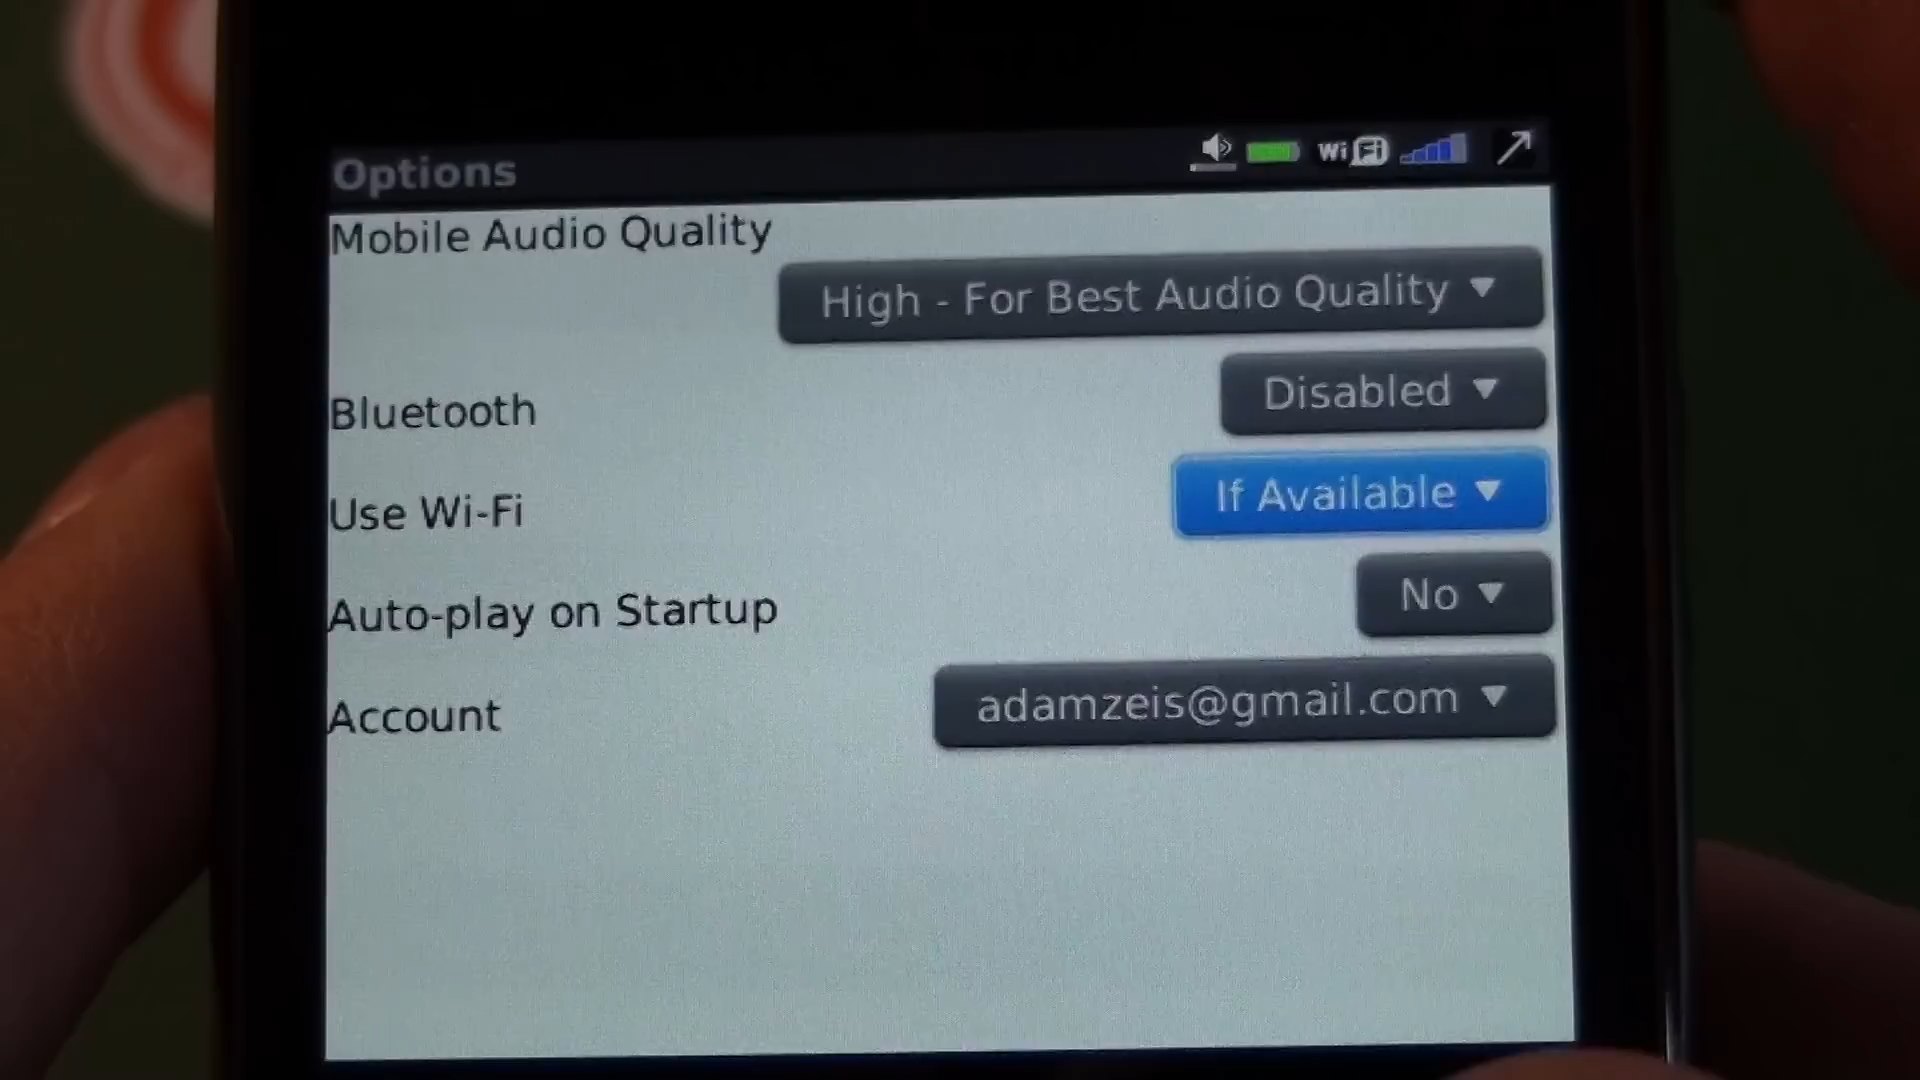 Options
WiFi
Mobile Audio Quality
High - For Best Audio Quality
Bluetooth
Disabled
Use Wi-Fi
If Available
Auto-play on Startup
No
Account
adamzeis@gmail.com